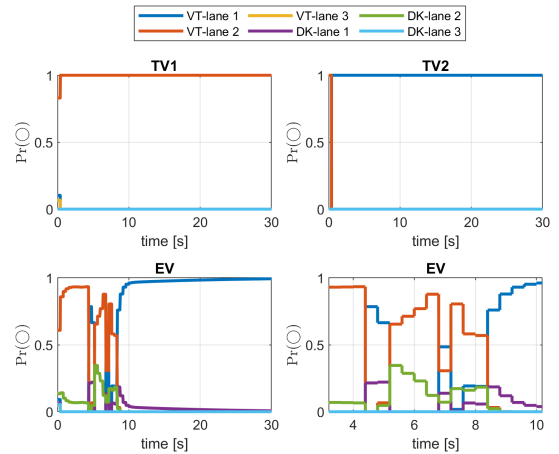 VT-lane 1 VT-lane 3 DK-lane 2
VT-lane 2 DK-lane 1 DK-lane 3
TV1 TV2
1 1
Pr(○) 0.5 Pr(○) 0.5
0 0
0 10 20 30 0 10 20 30
time [s] time [s]
EV EV
1 1
Pr(○) 0.5 Pr(○) 0.5
0 0
0 10 20 30 4 6 8 10
time [s] time [s]